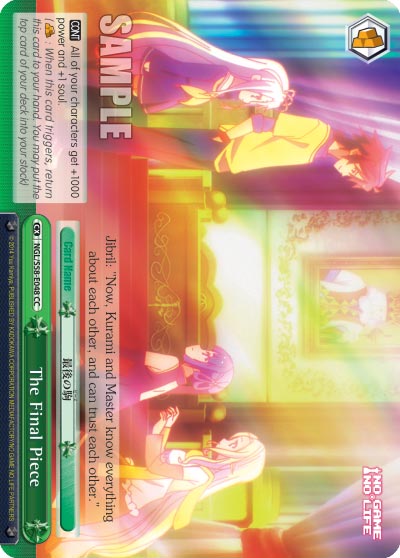 SAMPLE
CONT All of your characters get +1000
power and +1 soul.
( : When this card triggers, return
this card to your hand. You may put the
top card of your deck into your stock)
Jibril: "Now, Kurami and Master know everything
about each other, and can trust each other."
NO GAME
NO LIFE
Card Name
最後の駒
CX NGL/S58-E048 CC
The Final Piece